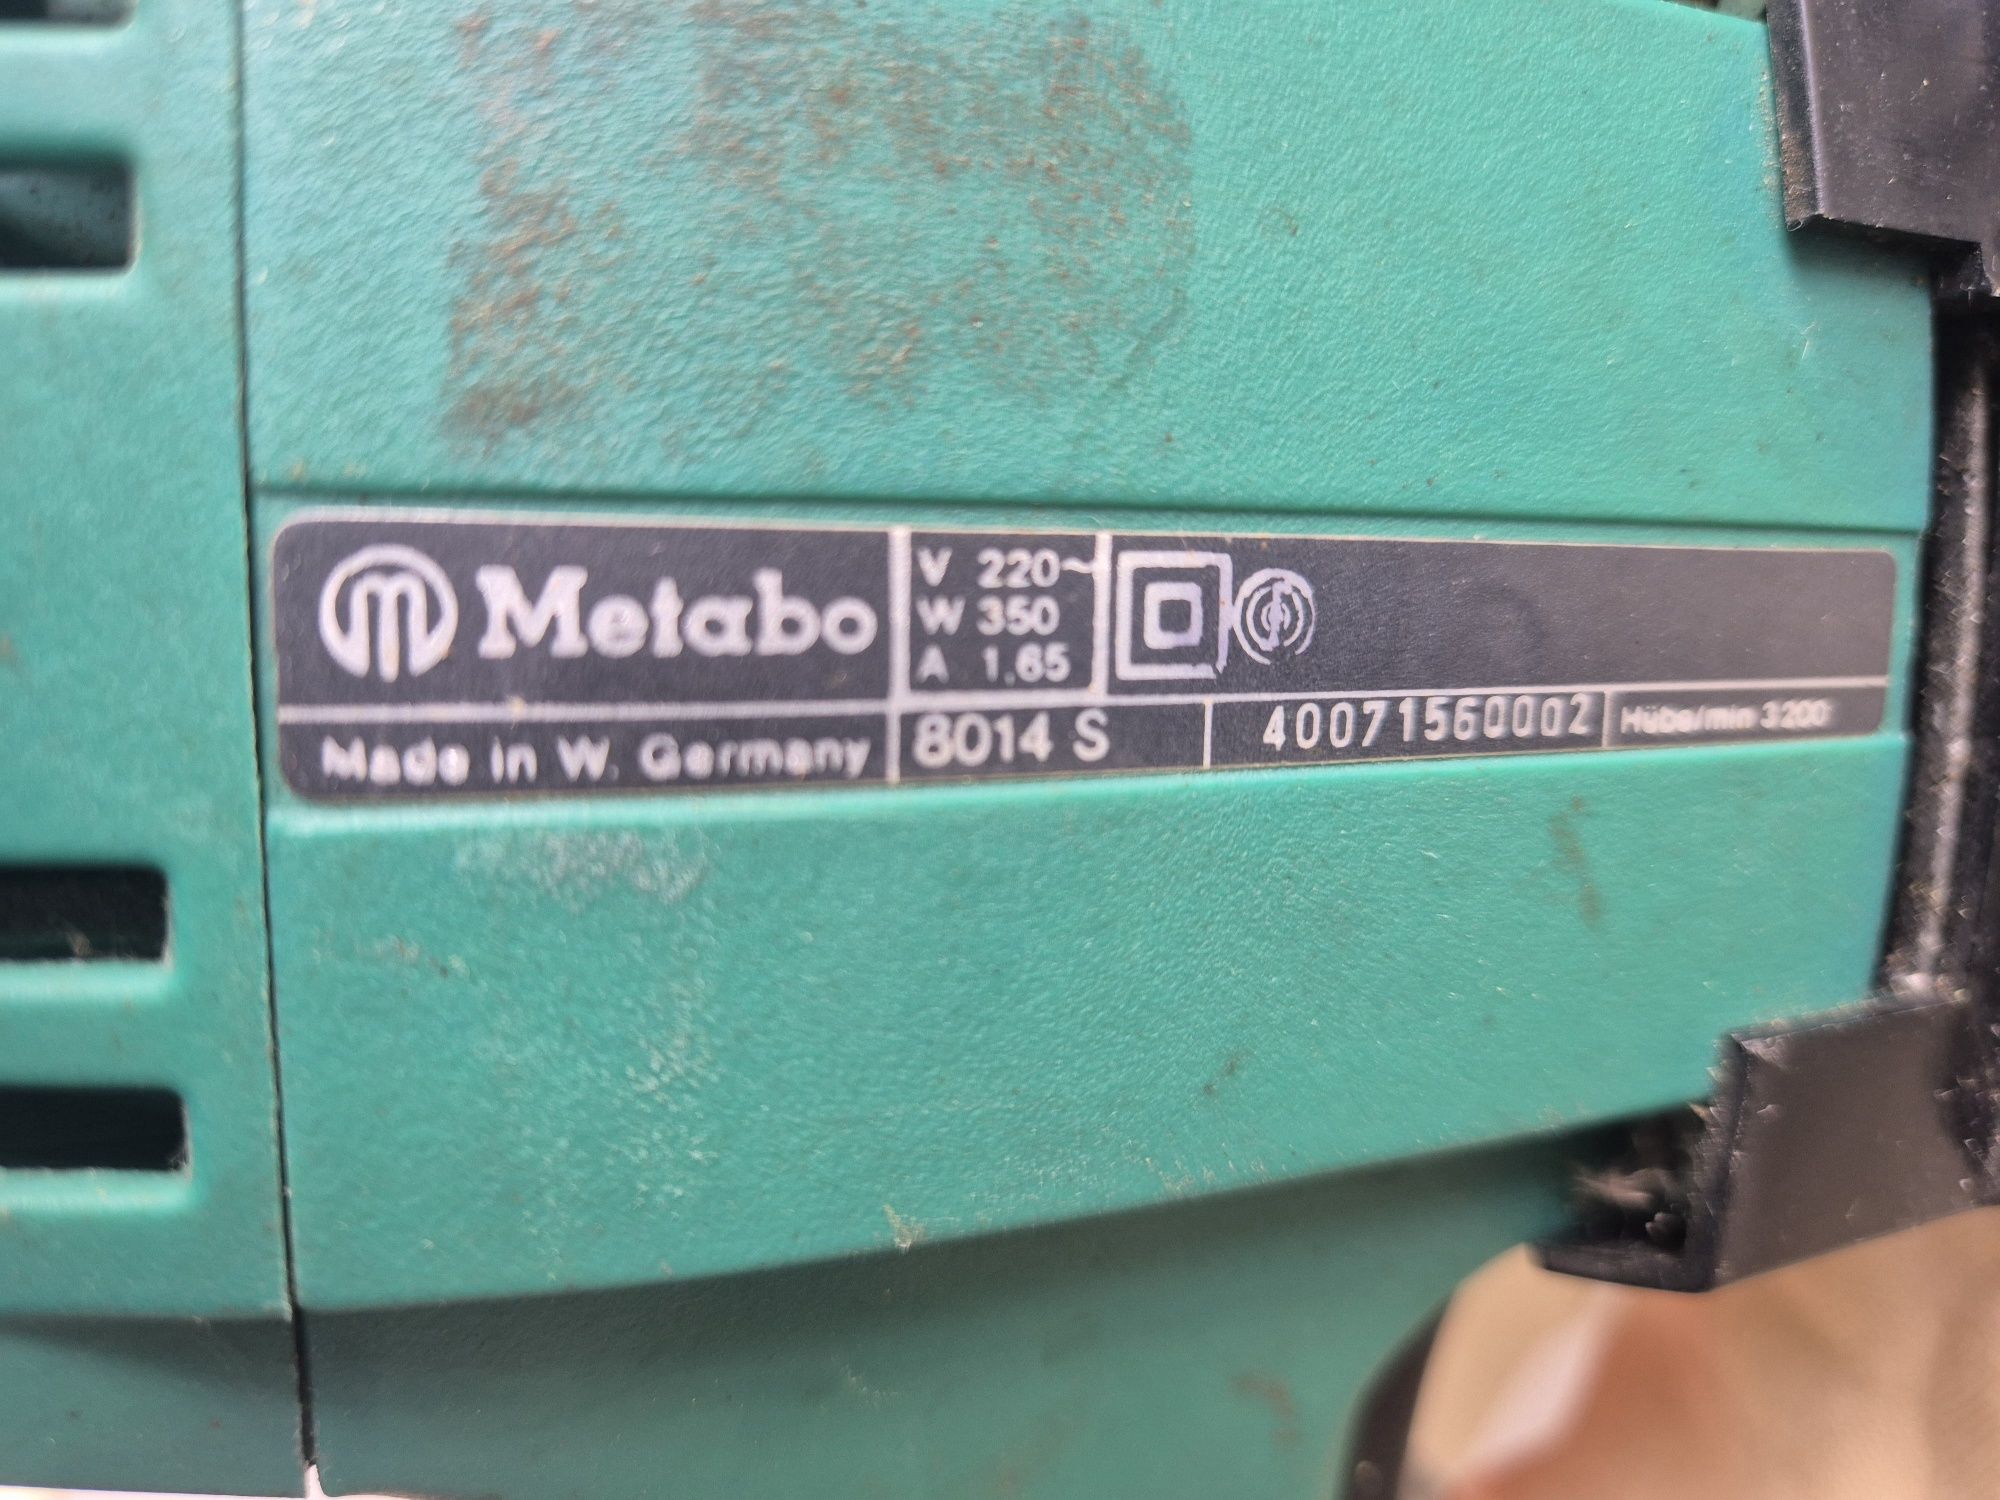 Metabo
V 220~
W 350
A 1,65
Made in W. Germany
8014 S
40071560002
Hübe/min 3200